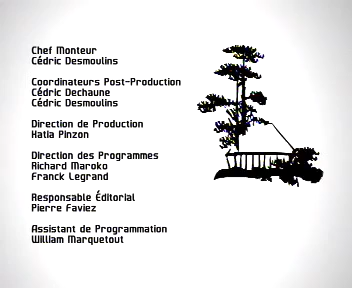 Chef Monteur
Cédric Desmoulins
Coordinateurs Post-Production
Cédric Dechaune
Cédric Desmoulins
Direction de Production
Katia Pinzon
Direction des Programmes
Richard Maroko
Franck Legrand
Responsable Éditorial
Pierre Faviez
Assistant de Programmation
William Marquetout